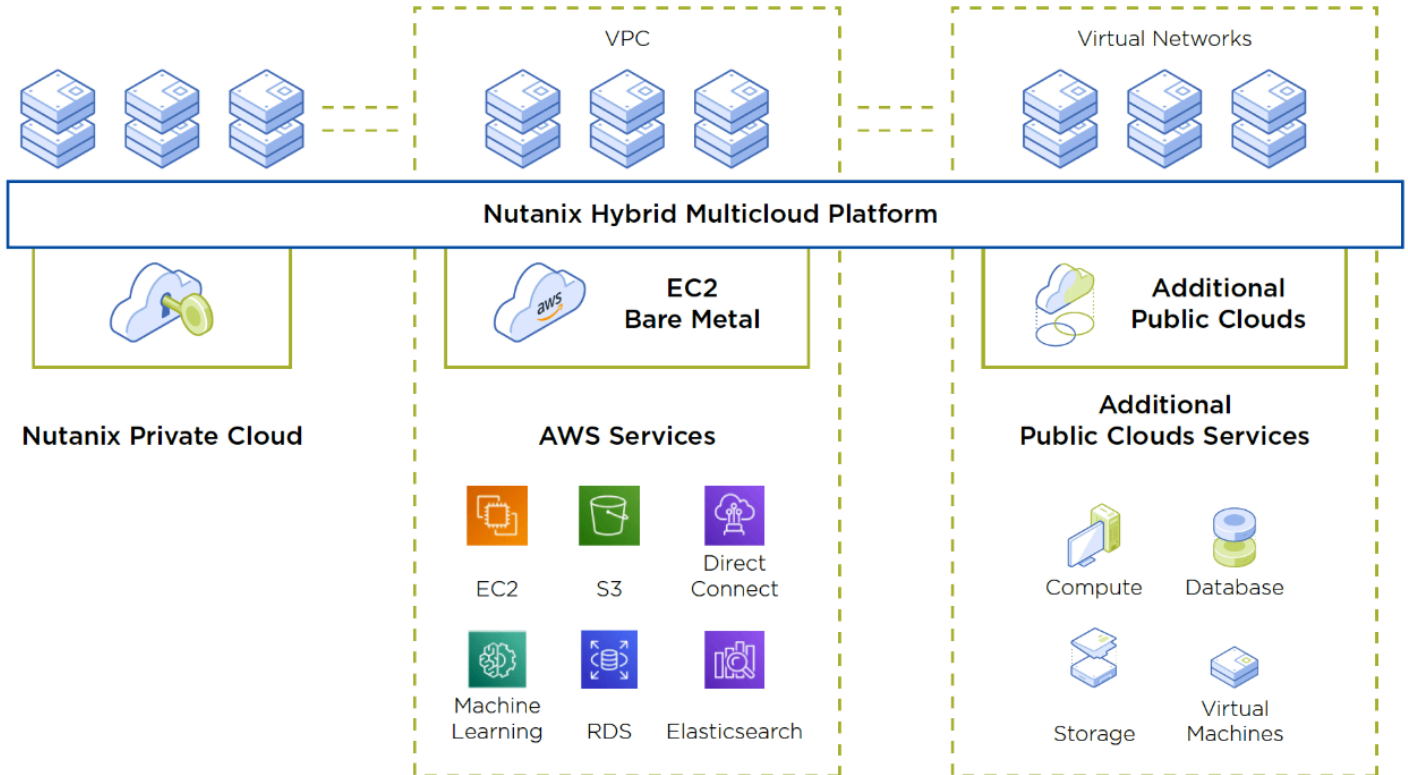 VPC
Virtual Networks
Nutanix Hybrid Multicloud Platform
aws
EC2
Bare Metal
Additional
Public Clouds
Nutanix Private Cloud
AWS Services
Additional
Public Clouds Services
EC2
S3
Direct
Connect
Compute
Database
Machine
Learning
RDS
Elasticsearch
Storage
Virtual
Machines